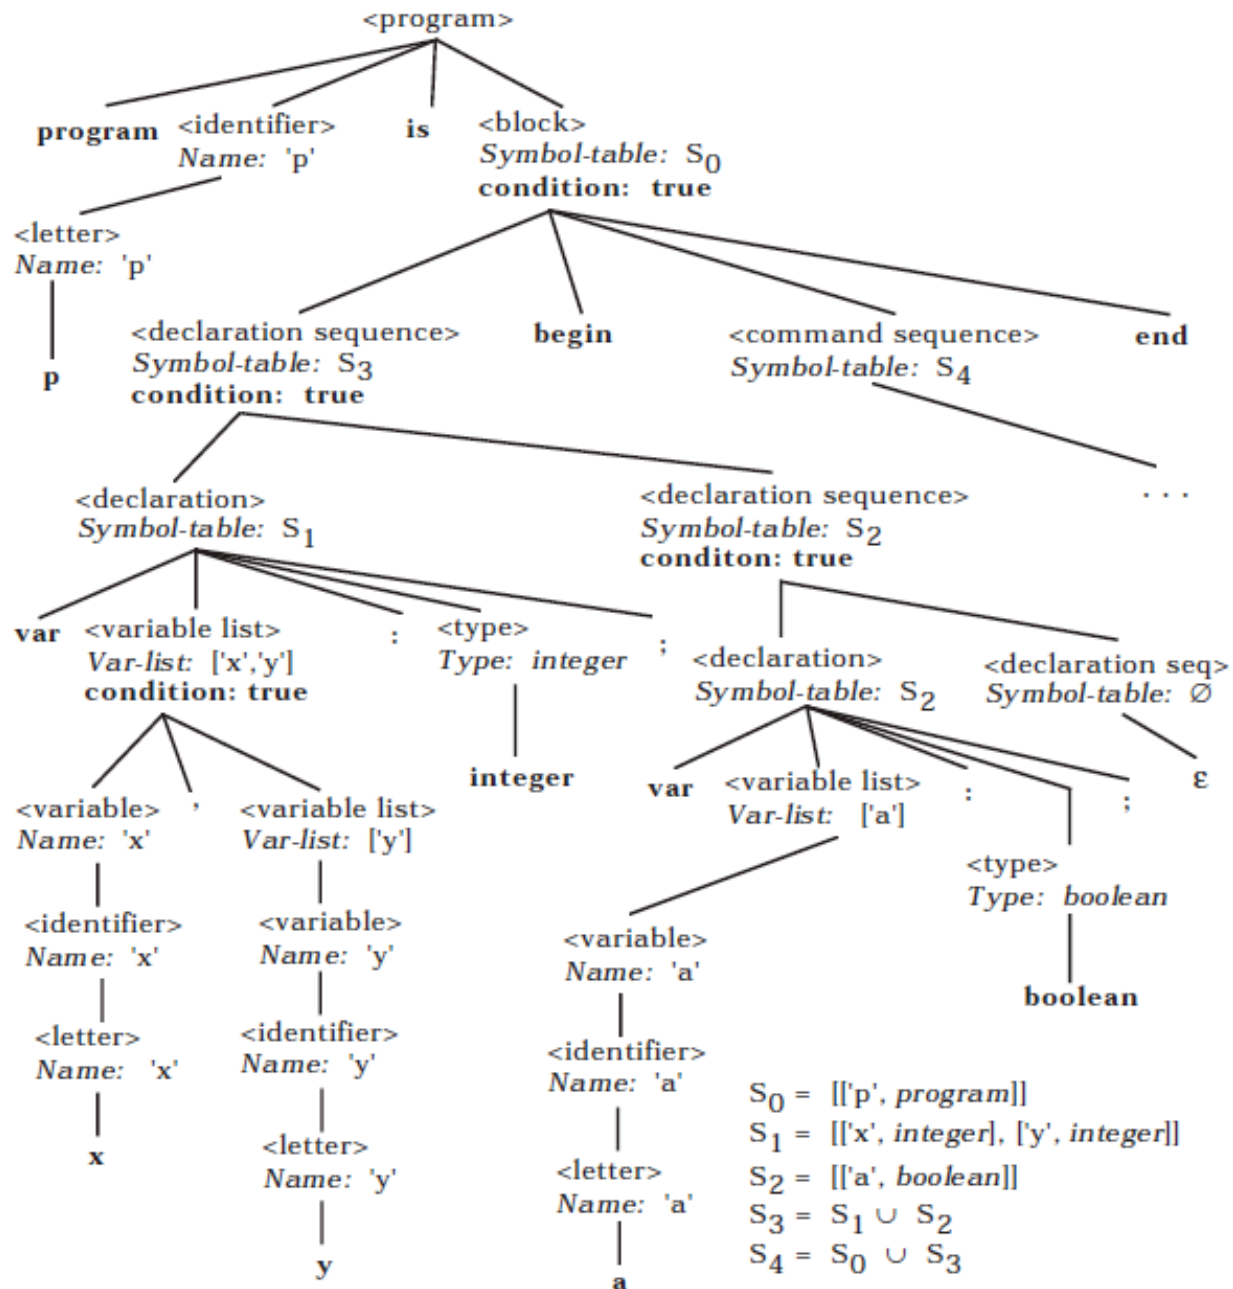 <program>
program <identifier> is <block>
Name: 'p' Symbol-table: S0
condition: true
<letter>
Name: 'p'
<declaration sequence> begin <command sequence> end
Symbol-table: S3 Symbol-table: S4
p
condition: true
<declaration> <declaration sequence> . . .
Symbol-table: S1 Symbol-table: S2
conditon: true
var <variable list> : <type> ;
Var-list: ['x','y'] Type: integer
condition: true
<declaration> <declaration seq>
Symbol-table: S2 Symbol-table: ∅
integer var <variable list> : ; ε
Var-list: ['a']
<variable> , <variable list>
Name: 'x' Var-list: ['y']
<type>
Type: boolean
<identifier> <variable>
Name: 'x' Name: 'y'
<variable>
Name: 'a'
boolean
<letter> <identifier>
Name: 'x' Name: 'y'
<identifier>
Name: 'a'
x
<letter>
Name: 'y'
<letter>
Name: 'a'
y
a
S0 = [['p', program]]
S1 = [['x', integer], ['y', integer]]
S2 = [['a', boolean]]
S3 = S1 ∪ S2
S4 = S0 ∪ S3